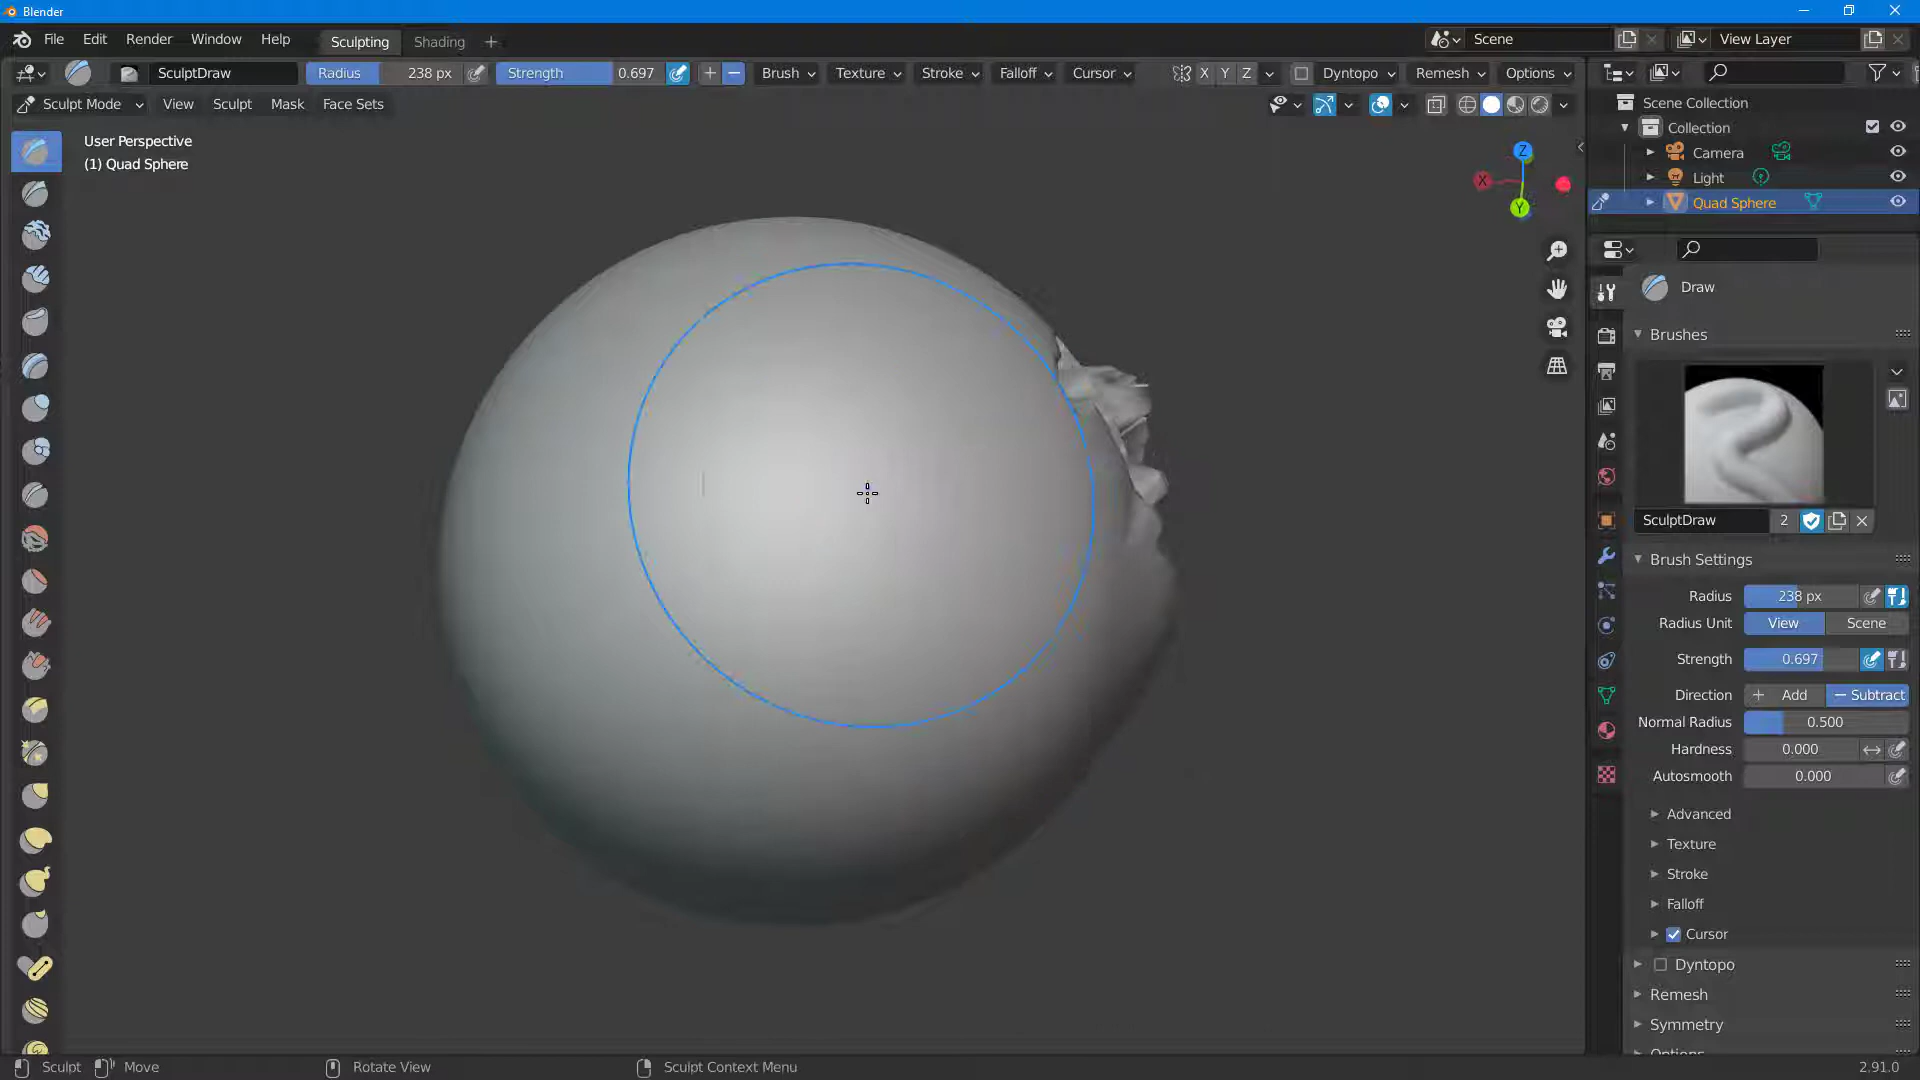 Blender
File Edit Render Window Help Sculpting Shading Scene View Layer
SculptDraw Radius 238 px Strength 0.697 Brush Texture Stroke Falloff Cursor X Y Z Dyntopo Remesh Options
Sculpt Mode View Sculpt Mask Face Sets
User Perspective
(1) Quad Sphere
Z
X
Y
Scene Collection
Collection
Camera
Light
Quad Sphere
Draw
Brushes
SculptDraw 2
Brush Settings
Radius 238 px
Radius Unit View Scene
Strength 0.697
Direction Add Subtract
Normal Radius 0.500
Hardness 0.000
Autosmooth 0.000
Advanced
Texture
Stroke
Falloff
Cursor
Dyntopo
Remesh
Symmetry
Options
Sculpt Move Rotate View Sculpt Context Menu 2.91.0